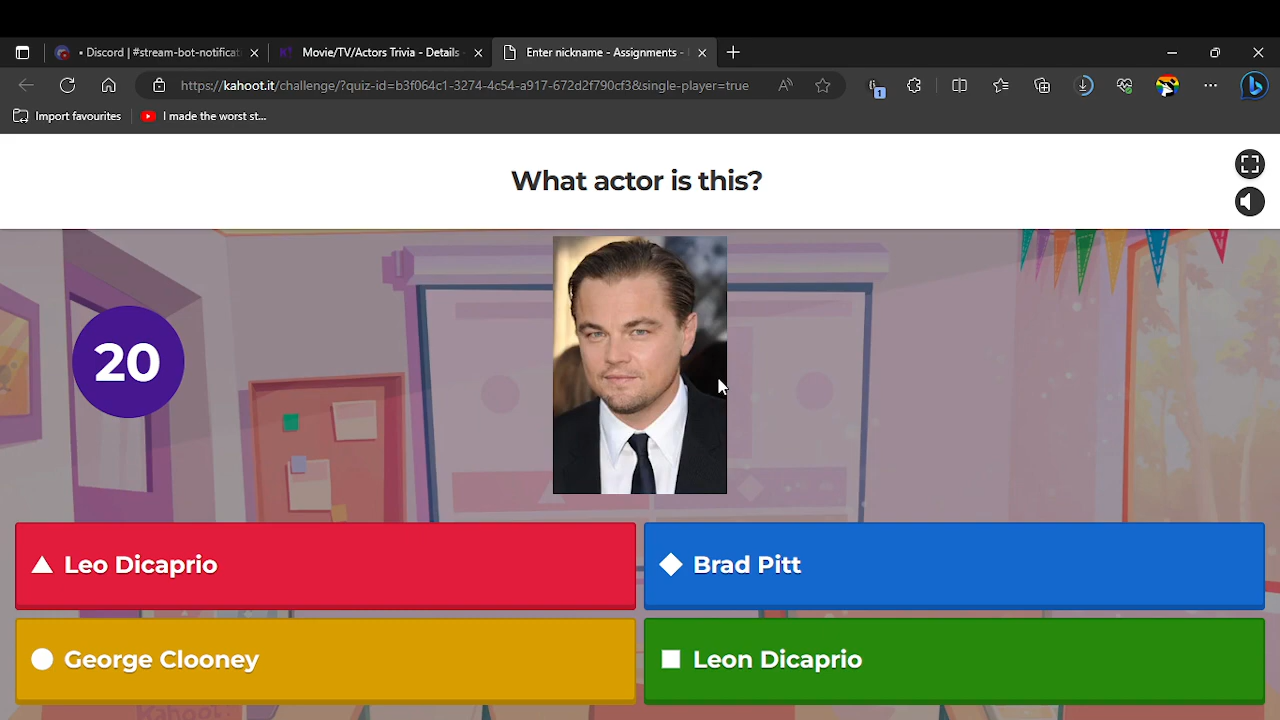 Discord | #stream-bot-notificat
Movie/TV/Actors Trivia - Details
Enter nickname - Assignments -
https://kahoot.it/challenge/?quiz-id=b3f064c1-3274-4c54-a917-672d2f790cf3&single-player=true
1
Import favourites
I made the worst st...
What actor is this?
20
Leo Dicaprio
Brad Pitt
George Clooney
Leon Dicaprio